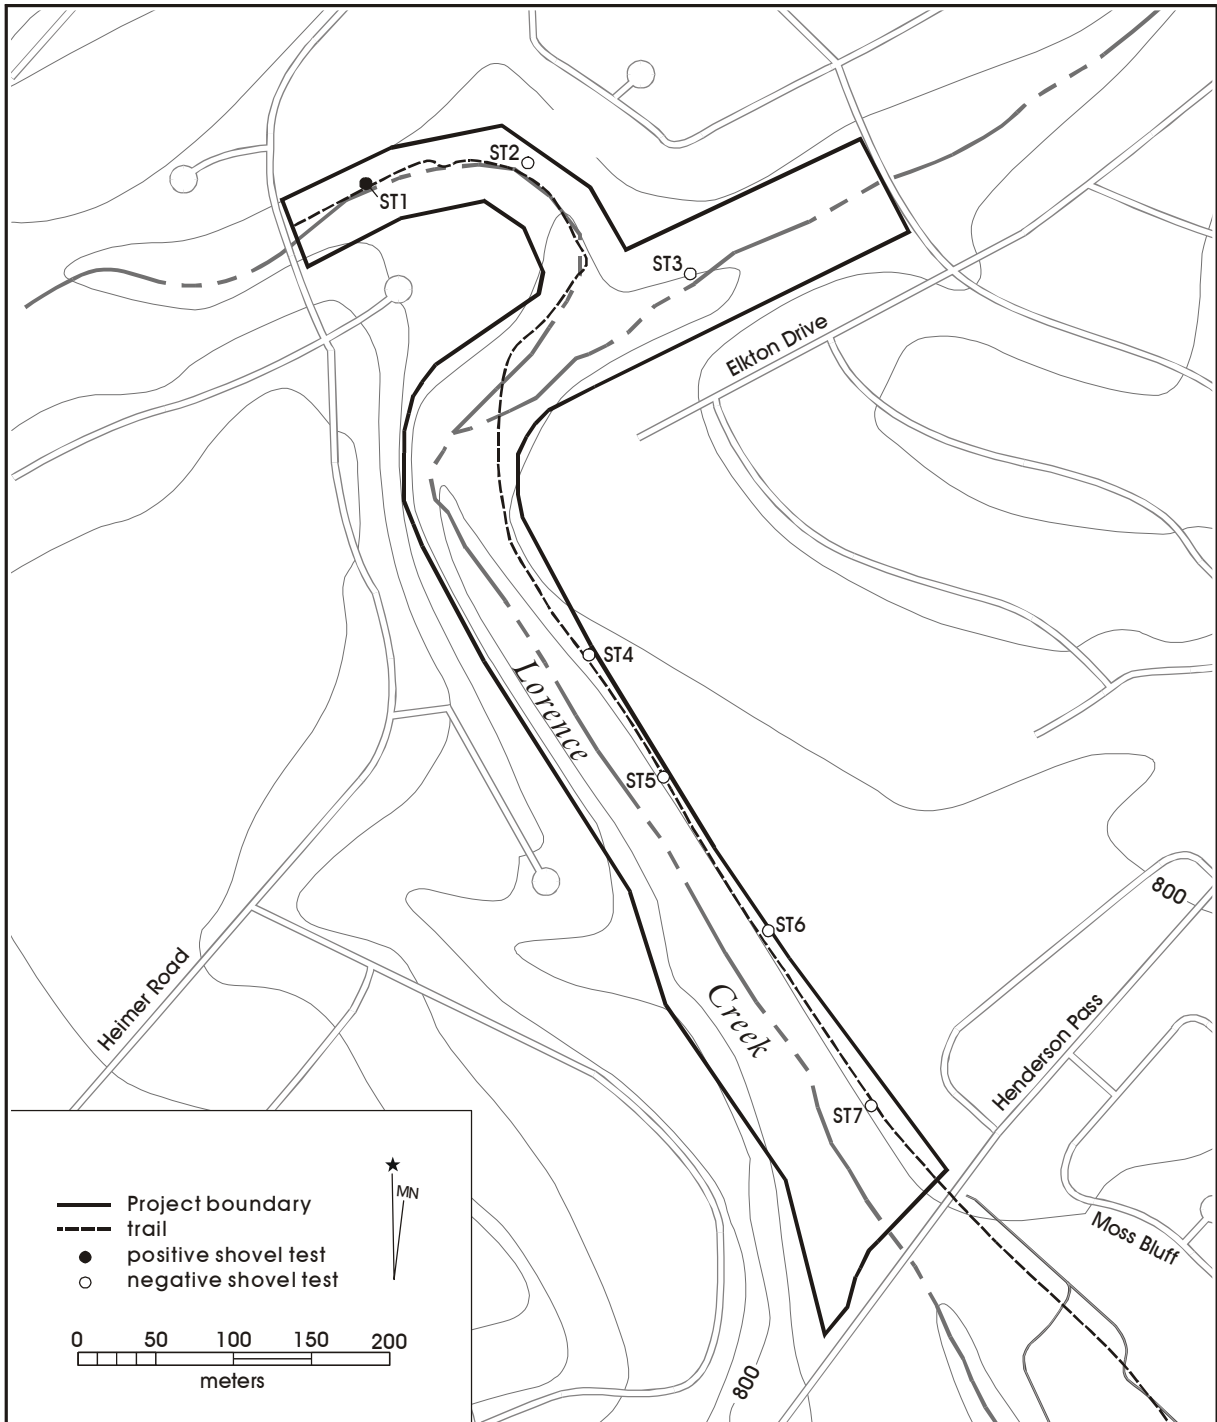 ST2
ST1
ST3
Elkton Drive
ST4
Lorence
ST5
800
ST6
Heimer Road
Creek
Henderson Pass
ST7
Moss Bluff
MN
Project boundary
trail
positive shovel test
negative shovel test
0 50 100 150 200
meters
800